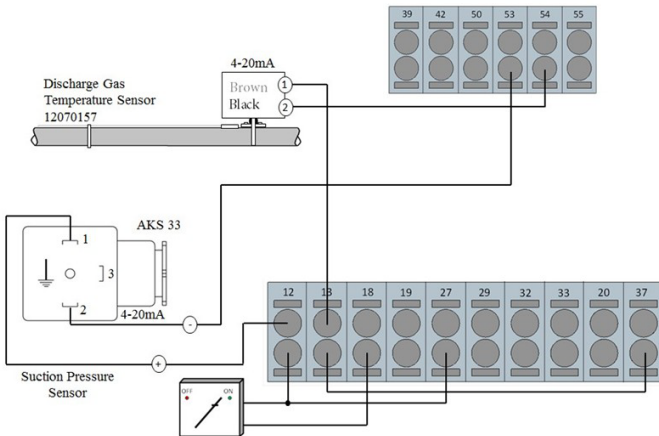 39 42 50 53 54 55
4-20mA
Discharge Gas
Temperature Sensor
12070157
Brown 1
Black 2
AKS 33
1
3
2
4-20mA
-
+
Suction Pressure
Sensor
12 13 18 19 27 29 32 33 20 37
OFF ON